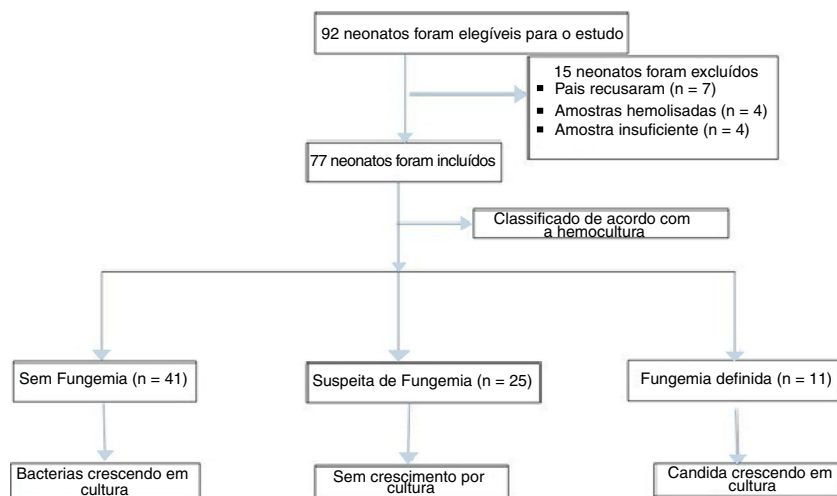 92 neonatos foram elegíveis para o estudo
15 neonatos foram excluídos
▪ Pais recusaram (n = 7)
▪ Amostras hemolisadas (n = 4)
▪ Amostra insuficiente (n = 4)
77 neonatos foram incluídos
Classificado de acordo com
a hemocultura
Sem Fungemia (n = 41)
Suspeita de Fungemia (n = 25)
Fungemia definida (n = 11)
Bacterias crescendo em
cultura
Sem crescimento por
cultura
Candida crescendo em
cultura